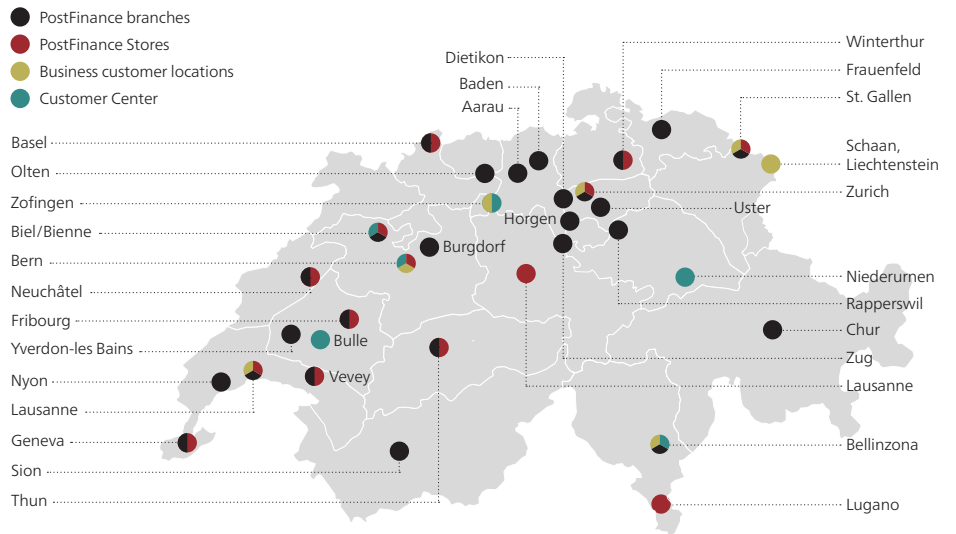 PostFinance branches
PostFinance Stores
Business customer locations
Customer Center
Basel
Olten
Zofingen
Biel/Bienne
Bern
Neuchâtel
Fribourg
Yverdon-les Bains
Nyon
Lausanne
Geneva
Sion
Thun
Dietikon
Baden
Aarau
Horgen
Burgdorf
Bulle
Vevey
Uster
Winterthur
Frauenfeld
St. Gallen
Schaan,
Liechtenstein
Zurich
Niederurnen
Rapperswil
Chur
Zug
Lausanne
Bellinzona
Lugano